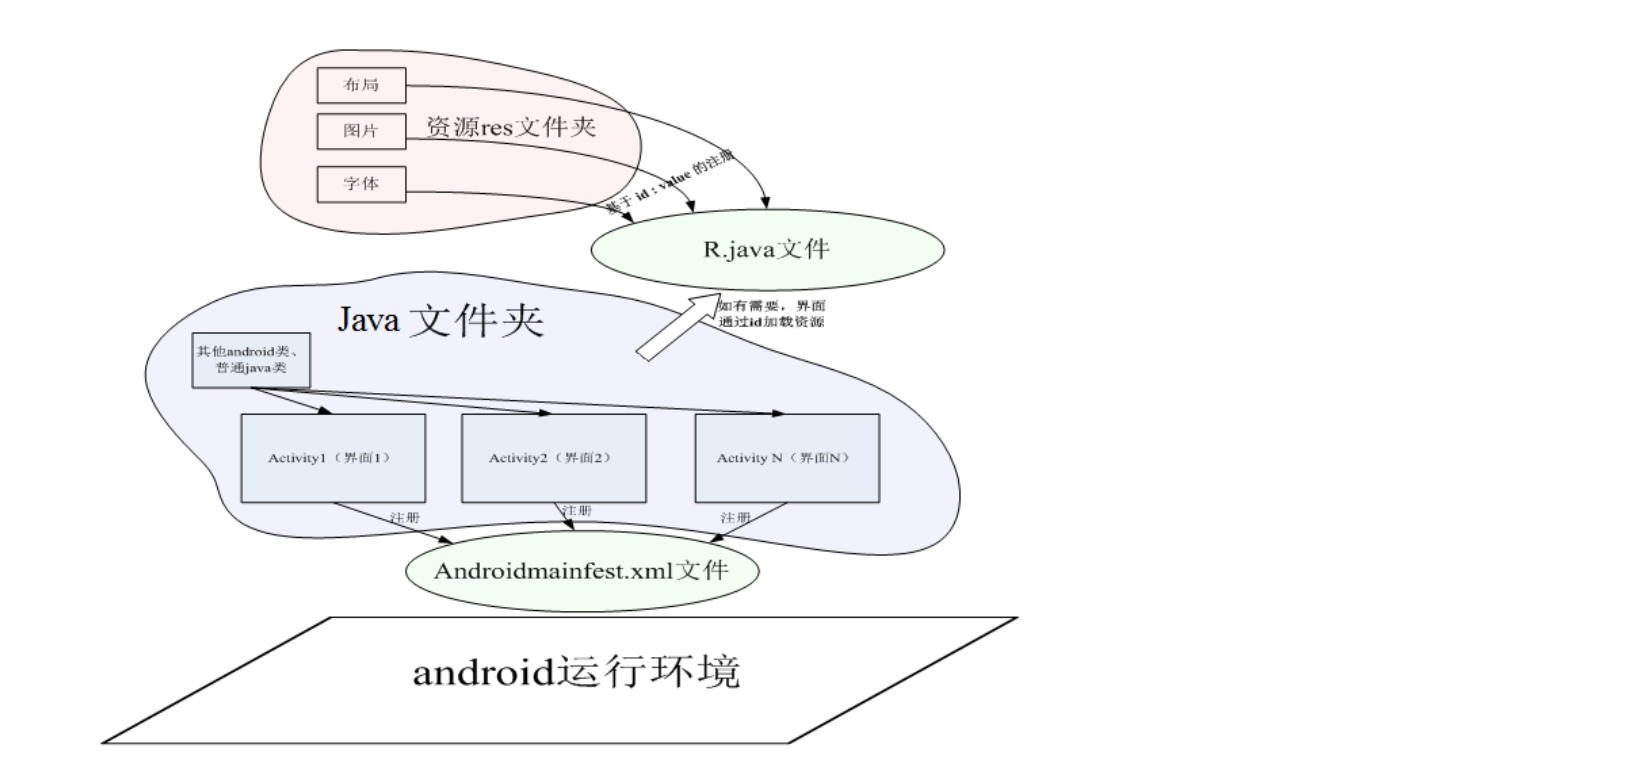 布局
图片
资源res文件夹
字体
基于 id：value 的注册
R.java文件
如有需要，界面
通过id加载资源
Java 文件夹
其他android类、
普通java类
Activity1（界面1）
Activity2（界面2）
Activity N（界面N）
注册
注册
注册
Androidmainfest.xml文件
android运行环境